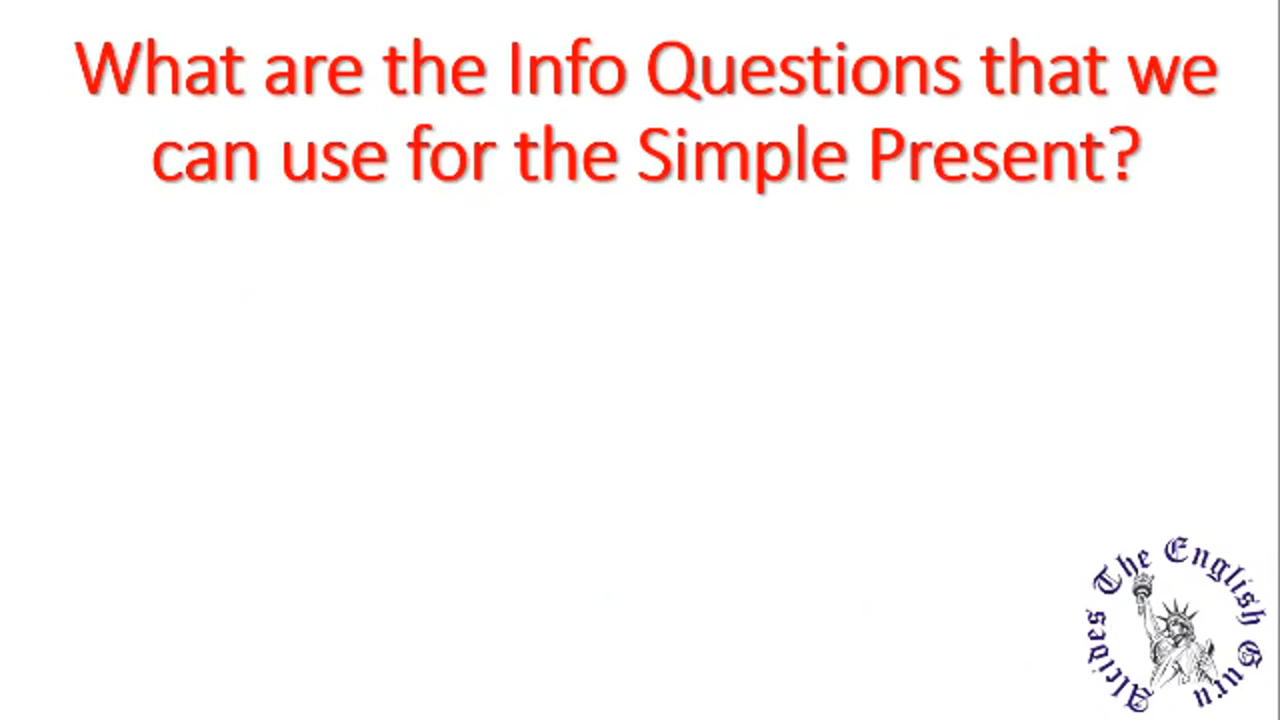 What are the Info Questions that we
can use for the Simple Present?
Alcides The English Guru